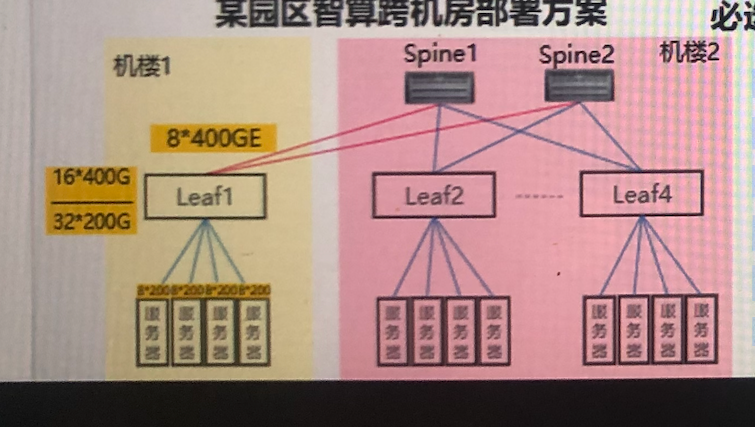 某园区智算跨机房部署方案
必
机楼1
Spine1
Spine2
机楼2
8*400GE
16*400G
32*200G
Leaf1
Leaf2
Leaf4
8*200
8*200
8*200
8*200
服务器
服务器
服务器
服务器
服务器
服务器
服务器
服务器
服务器
服务器
服务器
服务器